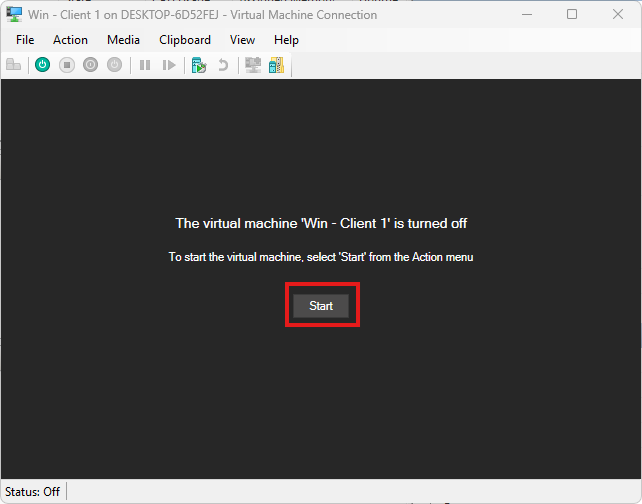 Win - Client 1 on DESKTOP-6D52FEJ - Virtual Machine Connection
File Action Media Clipboard View Help
The virtual machine 'Win - Client 1' is turned off
To start the virtual machine, select 'Start' from the Action menu
Start
Status: Off